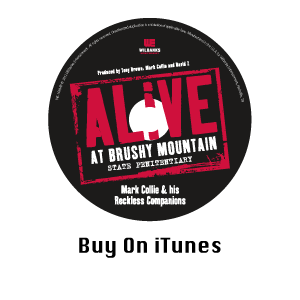 WILBANKS
Produced by Tony Brown, Mark Collie and David Z
ALiVE
AT BRUSHY MOUNTAIN
STATE PENITENTIARY
Mark Collie & his
Reckless Companions
Buy On iTunes